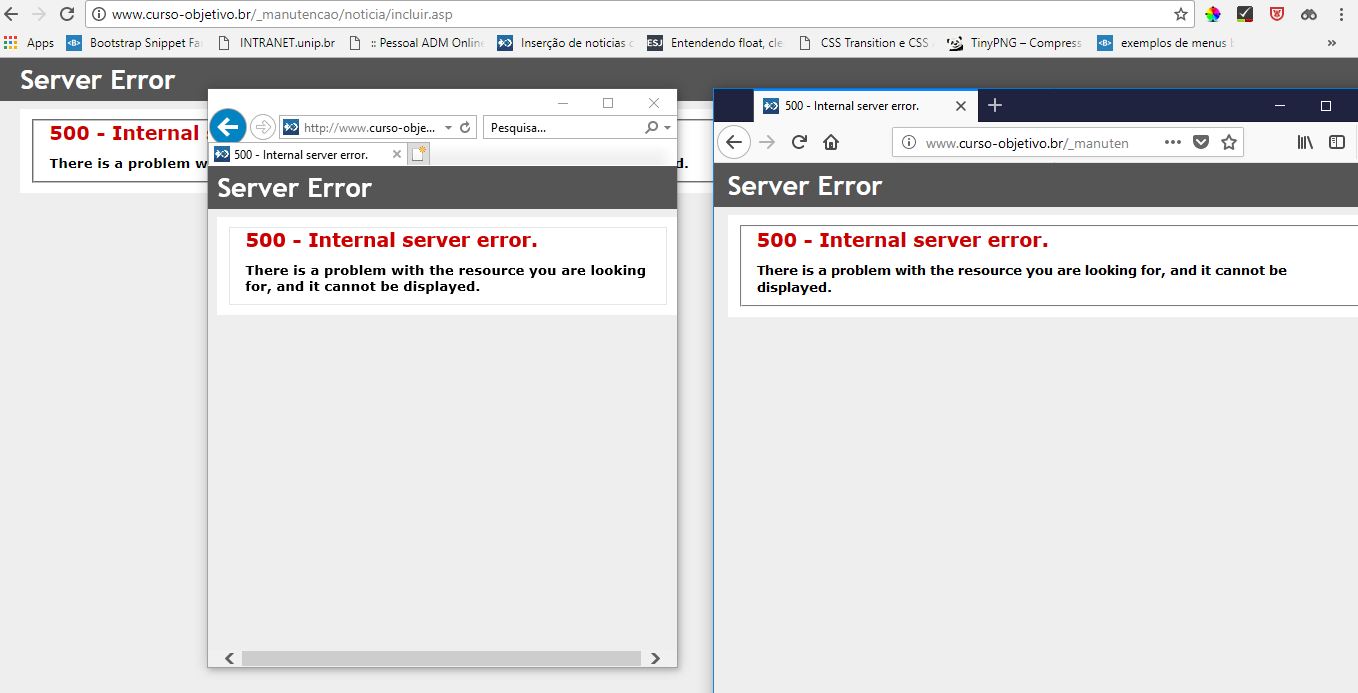 www.curso-objetivo.br/_manutencao/noticia/incluir.asp
Apps
Bootstrap Snippet Fa
INTRANET.unip.br
:: Pessoal ADM Online
Inserção de noticias c
ESJ
Entendendo float, cle
CSS Transition e CSS
TinyPNG – Compress
exemplos de menus
»
Server Error
500 - Internal s
There is a problem w
d.
http://www.curso-obje...
Pesquisa...
500 - Internal server error.
Server Error
500 - Internal server error.
There is a problem with the resource you are looking
for, and it cannot be displayed.
500 - Internal server error.
www.curso-objetivo.br/_manuten
Server Error
500 - Internal server error.
There is a problem with the resource you are looking for, and it cannot be
displayed.